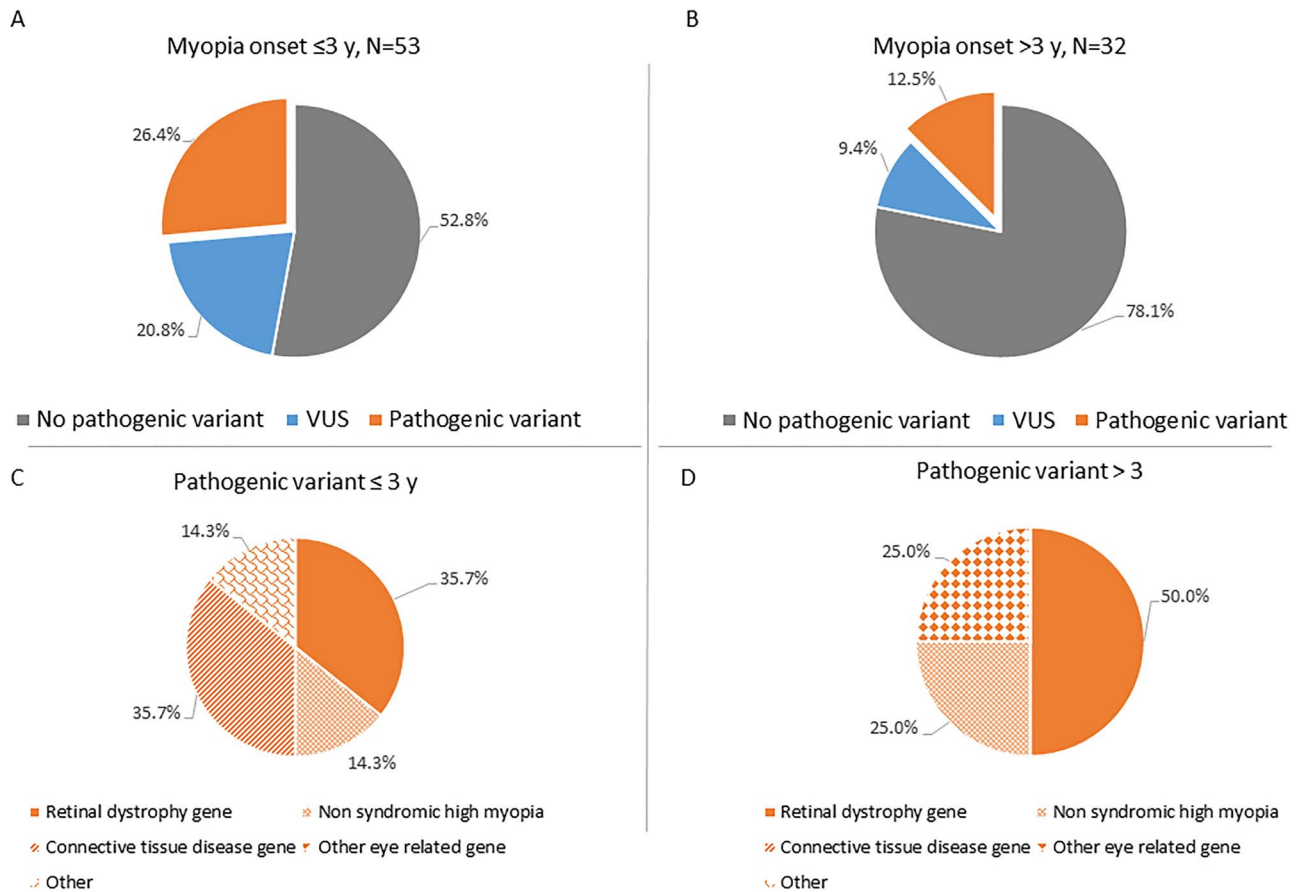 A
Myopia onset ≤3 y, N=53
26.4%
52.8%
20.8%
No pathogenic variant VUS Pathogenic variant
B
Myopia onset >3 y, N=32
12.5%
9.4%
78.1%
No pathogenic variant VUS Pathogenic variant
C
Pathogenic variant ≤ 3 y
14.3%
35.7%
35.7%
14.3%
Retinal dystrophy gene Non syndromic high myopia
Connective tissue disease gene Other eye related gene
Other
D
Pathogenic variant > 3
25.0%
50.0%
25.0%
Retinal dystrophy gene Non syndromic high myopia
Connective tissue disease gene Other eye related gene
Other